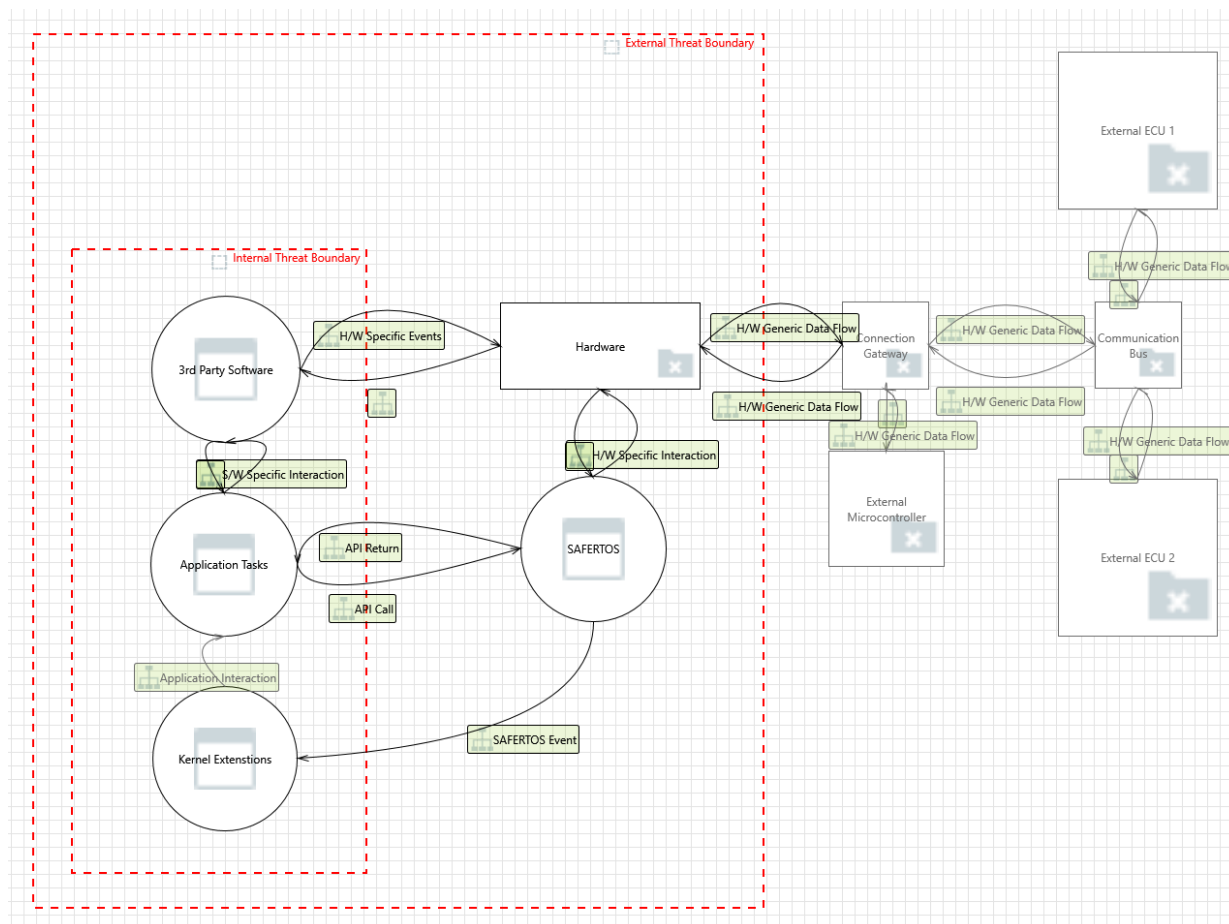 External Threat Boundary
External ECU 1
Internal Threat Boundary
H/W Generic Data Flow
H/W Specific Events
Hardware
H/W Generic Data Flow
Connection
Gateway
H/W Generic Data Flow
Communication
Bus
3rd Party Software
H/W Generic Data Flow
H/W Generic Data Flow
H/W Generic Data Flow
H/W Generic Data Flow
H/W Specific Interaction
S/W Specific Interaction
External
Microcontroller
API Return
SAFERTOS
Application Tasks
External ECU 2
API Call
Application Interaction
SAFERTOS Event
Kernel Extenstions